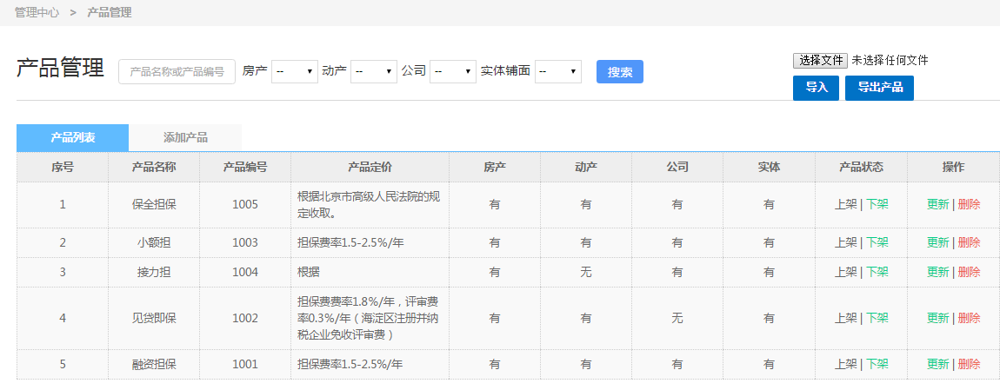 管理中心 > 产品管理
产品管理 产品名称或产品编号 房产 -- 动产 -- 公司 -- 实体铺面 -- 搜索
选择文件 未选择任何文件
导入 导出产品
产品列表 添加产品
序号 产品名称 产品编号 产品定价 房产 动产 公司 实体 产品状态 操作
1 保全担保 1005 根据北京市高级人民法院的规
定收取。 有 有 有 有 上架 | 下架 更新 | 删除
2 小额担 1003 担保费率1.5-2.5%/年 有 有 有 有 上架 | 下架 更新 | 删除
3 接力担 1004 根据 有 无 有 有 上架 | 下架 更新 | 删除
4 见贷即保 1002 担保费费率1.8%/年，评审费
率0.3%/年（海淀区注册并纳
税企业免收评审费） 有 有 无 有 上架 | 下架 更新 | 删除
5 融资担保 1001 担保费率1.5-2.5%/年 有 有 有 有 上架 | 下架 更新 | 删除